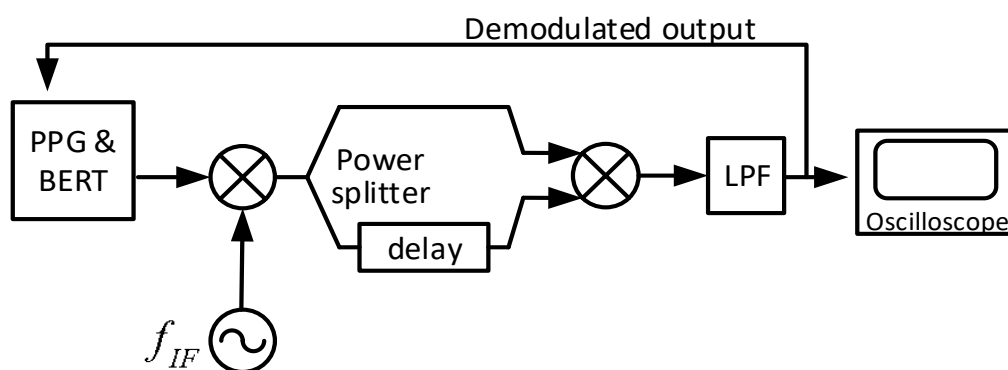 Demodulated output
PPG &
BERT
Power
splitter
delay
LPF
Oscilloscope
f_IF